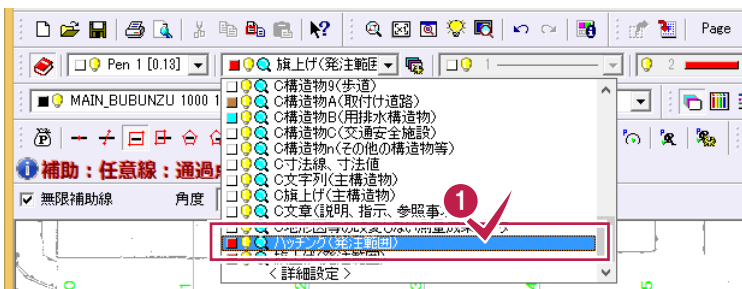 Page
Pen 1 [0.13]
旗上げ(発注範囲
1
2
MAIN_BUBUNZU 1000 1
C構造物9(歩道)
C構造物A(取付け道路)
C構造物B(用排水構造物)
C構造物C(交通安全施設)
C構造物n(その他の構造物等)
C寸法線、寸法値
C文字列(主構造物)
C旗上げ(主構造物)
C文章(説明、指示、参照事
ハッチング(発注範囲)
<詳細設定>
補助:任意線:通過点
無限補助線
角度
1